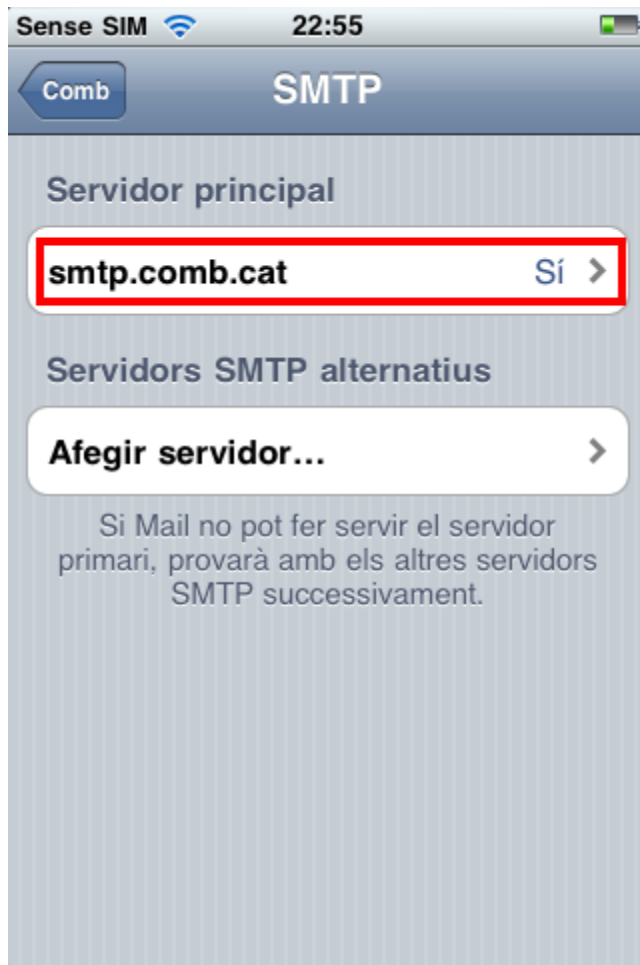 Sense SIM 22:55
Comb SMTP
Servidor principal
smtp.comb.cat Sí
Servidors SMTP alternatius
Afegir servidor...
Si Mail no pot fer servir el servidor
primari, provarà amb els altres servidors
SMTP successivament.